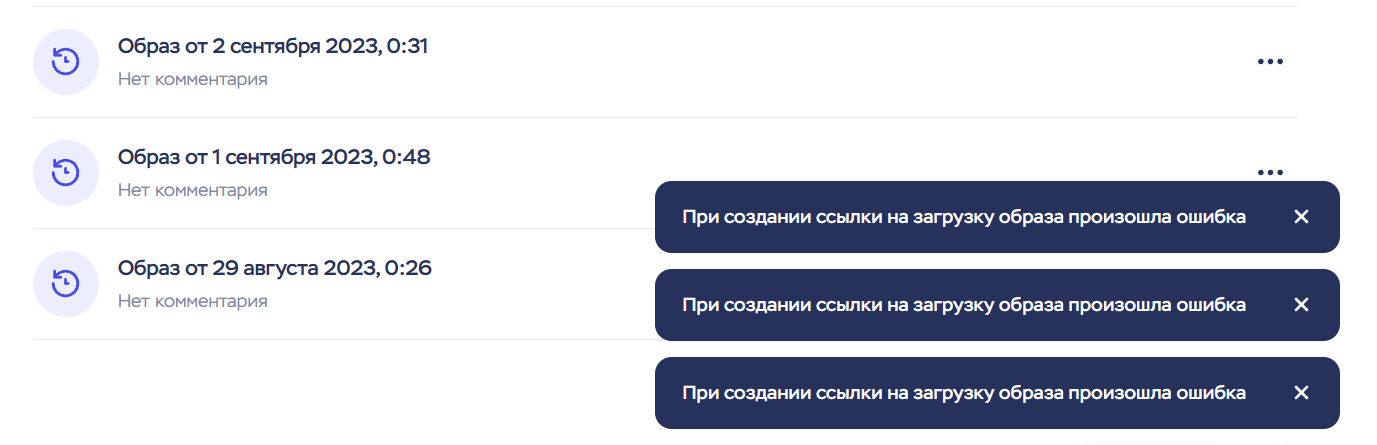 Образ от 2 сентября 2023, 0:31
Нет комментария
Образ от 1 сентября 2023, 0:48
Нет комментария
При создании ссылки на загрузку образа произошла ошибка
Образ от 29 августа 2023, 0:26
Нет комментария
При создании ссылки на загрузку образа произошла ошибка
При создании ссылки на загрузку образа произошла ошибка